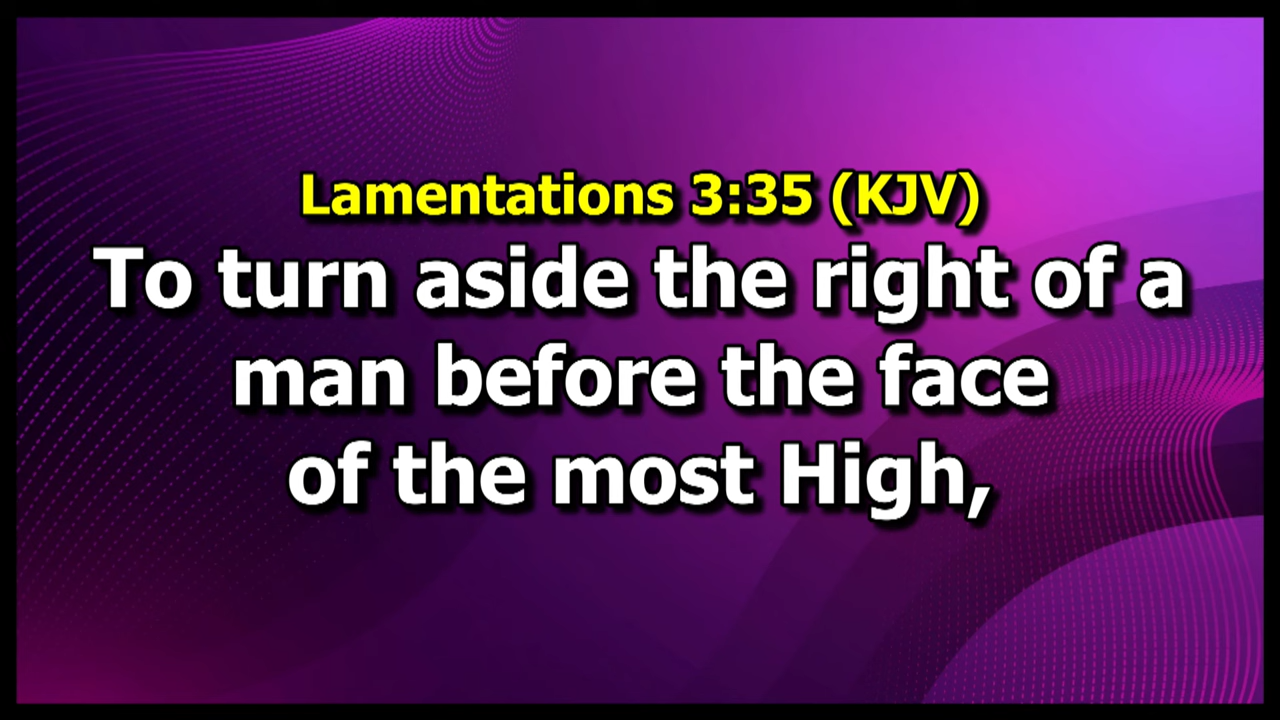 Lamentations 3:35 (KJV)
To turn aside the right of a
man before the face
of the most High,